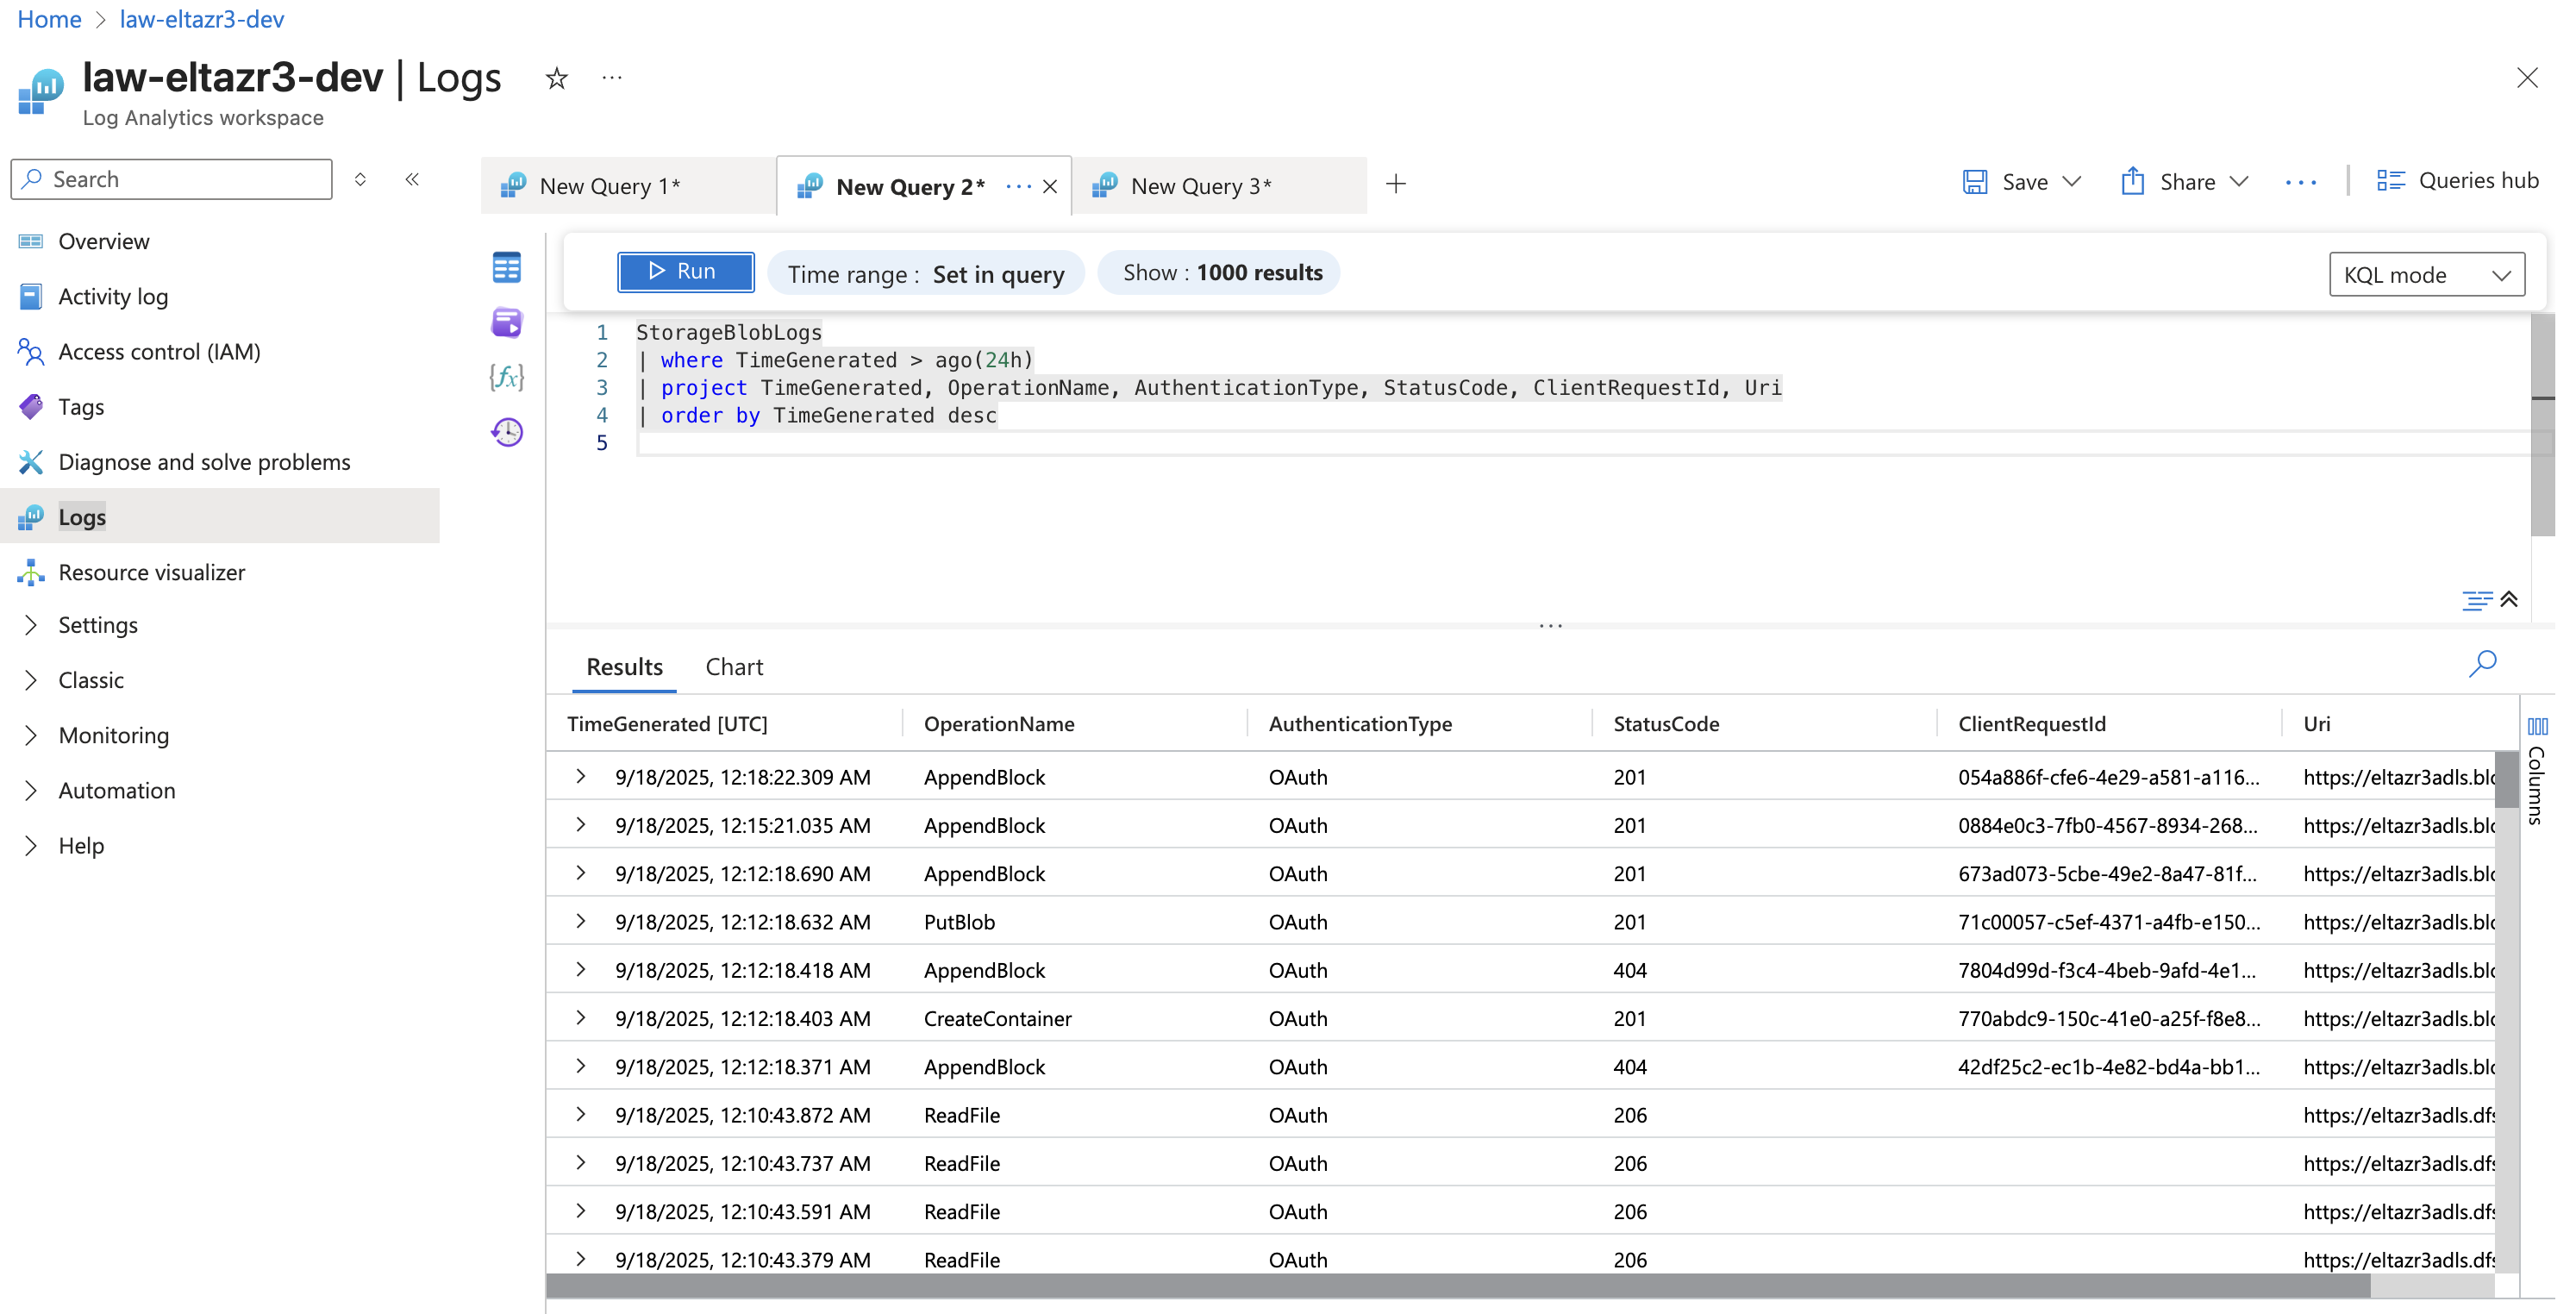 Home > law-eltazr3-dev
law-eltazr3-dev | Logs ☆ ···
Log Analytics workspace
Search
Overview
Activity log
Access control (IAM)
Tags
Diagnose and solve problems
Logs
Resource visualizer
Settings
Classic
Monitoring
Automation
Help
New Query 1* New Query 2* ··· New Query 3* +
Save Share ··· Queries hub
Run Time range : Set in query Show : 1000 results KQL mode
1 StorageBlobLogs
2 | where TimeGenerated > ago(24h)
3 | project TimeGenerated, OperationName, AuthenticationType, StatusCode, ClientRequestId, Uri
4 | order by TimeGenerated desc
5
Results Chart
TimeGenerated [UTC] OperationName AuthenticationType StatusCode ClientRequestId Uri
9/18/2025, 12:18:22.309 AM AppendBlock OAuth 201 054a886f-cfe6-4e29-a581-a116... https://eltazr3adls.blo
9/18/2025, 12:15:21.035 AM AppendBlock OAuth 201 0884e0c3-7fb0-4567-8934-268... https://eltazr3adls.blo
9/18/2025, 12:12:18.690 AM AppendBlock OAuth 201 673ad073-5cbe-49e2-8a47-81f... https://eltazr3adls.blo
9/18/2025, 12:12:18.632 AM PutBlob OAuth 201 71c00057-c5ef-4371-a4fb-e150... https://eltazr3adls.blo
9/18/2025, 12:12:18.418 AM AppendBlock OAuth 404 7804d99d-f3c4-4beb-9afd-4e1... https://eltazr3adls.blo
9/18/2025, 12:12:18.403 AM CreateContainer OAuth 201 770abdc9-150c-41e0-a25f-f8e8... https://eltazr3adls.blo
9/18/2025, 12:12:18.371 AM AppendBlock OAuth 404 42df25c2-ec1b-4e82-bd4a-bb1... https://eltazr3adls.blo
9/18/2025, 12:10:43.872 AM ReadFile OAuth 206 https://eltazr3adls.dfs
9/18/2025, 12:10:43.737 AM ReadFile OAuth 206 https://eltazr3adls.dfs
9/18/2025, 12:10:43.591 AM ReadFile OAuth 206 https://eltazr3adls.dfs
9/18/2025, 12:10:43.379 AM ReadFile OAuth 206 https://eltazr3adls.dfs
Columns